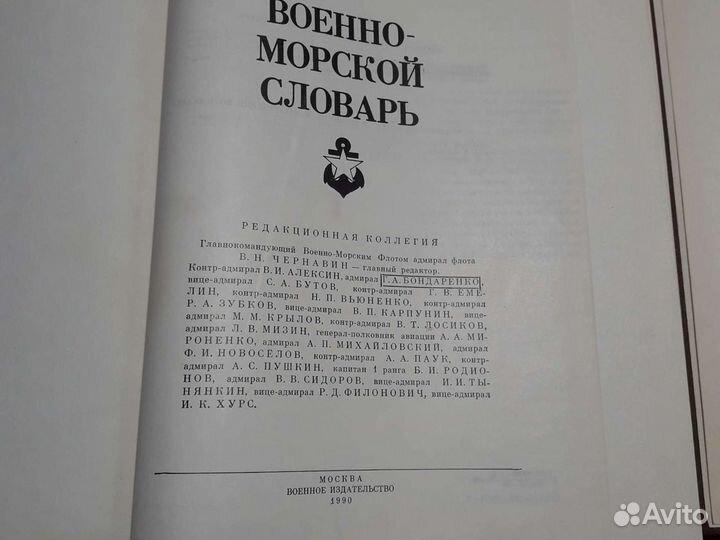 ВОЕННО-
МОРСКОЙ
СЛОВАРЬ
РЕДАКЦИОННАЯ КОЛЛЕГИЯ
Главнокомандующий Военно-Морским Флотом адмирал флота
В. Н. ЧЕРНАВИН — главный редактор.
Контр-адмирал В. И. АЛЕКСИН, адмирал Г. А. БОНДАРЕНКО,
вице-адмирал С. А. БУТОВ, контр-адмирал Г. В. ЕМЕ-
ЛИН, контр-адмирал Н. П. ВЬЮНЕНКО, контр-адмирал
Р. А. ЗУБКОВ, вице-адмирал В. П. КАРПУНИН, вице-
адмирал М. М. КРЫЛОВ, контр-адмирал В. Т. ЛОСИКОВ,
адмирал Л. В. МИЗИН, генерал-полковник авиации А. А. МИ-
РОНЕНКО, адмирал А. П. МИХАЙЛОВСКИЙ, адмирал
Ф. И. НОВОСЕЛОВ, контр-адмирал А. А. ПАУК, контр-
адмирал А. С. ПУШКИН, капитан 1 ранга Б. И. РОДИО-
НОВ, адмирал В. В. СИДОРОВ, вице-адмирал И. И. ТЫ-
НЯНКИН, вице-адмирал Р. Д. ФИЛОНОВИЧ, вице-адмирал
И. К. ХУРС.
МОСКВА
ВОЕННОЕ ИЗДАТЕЛЬСТВО
1990
Avito